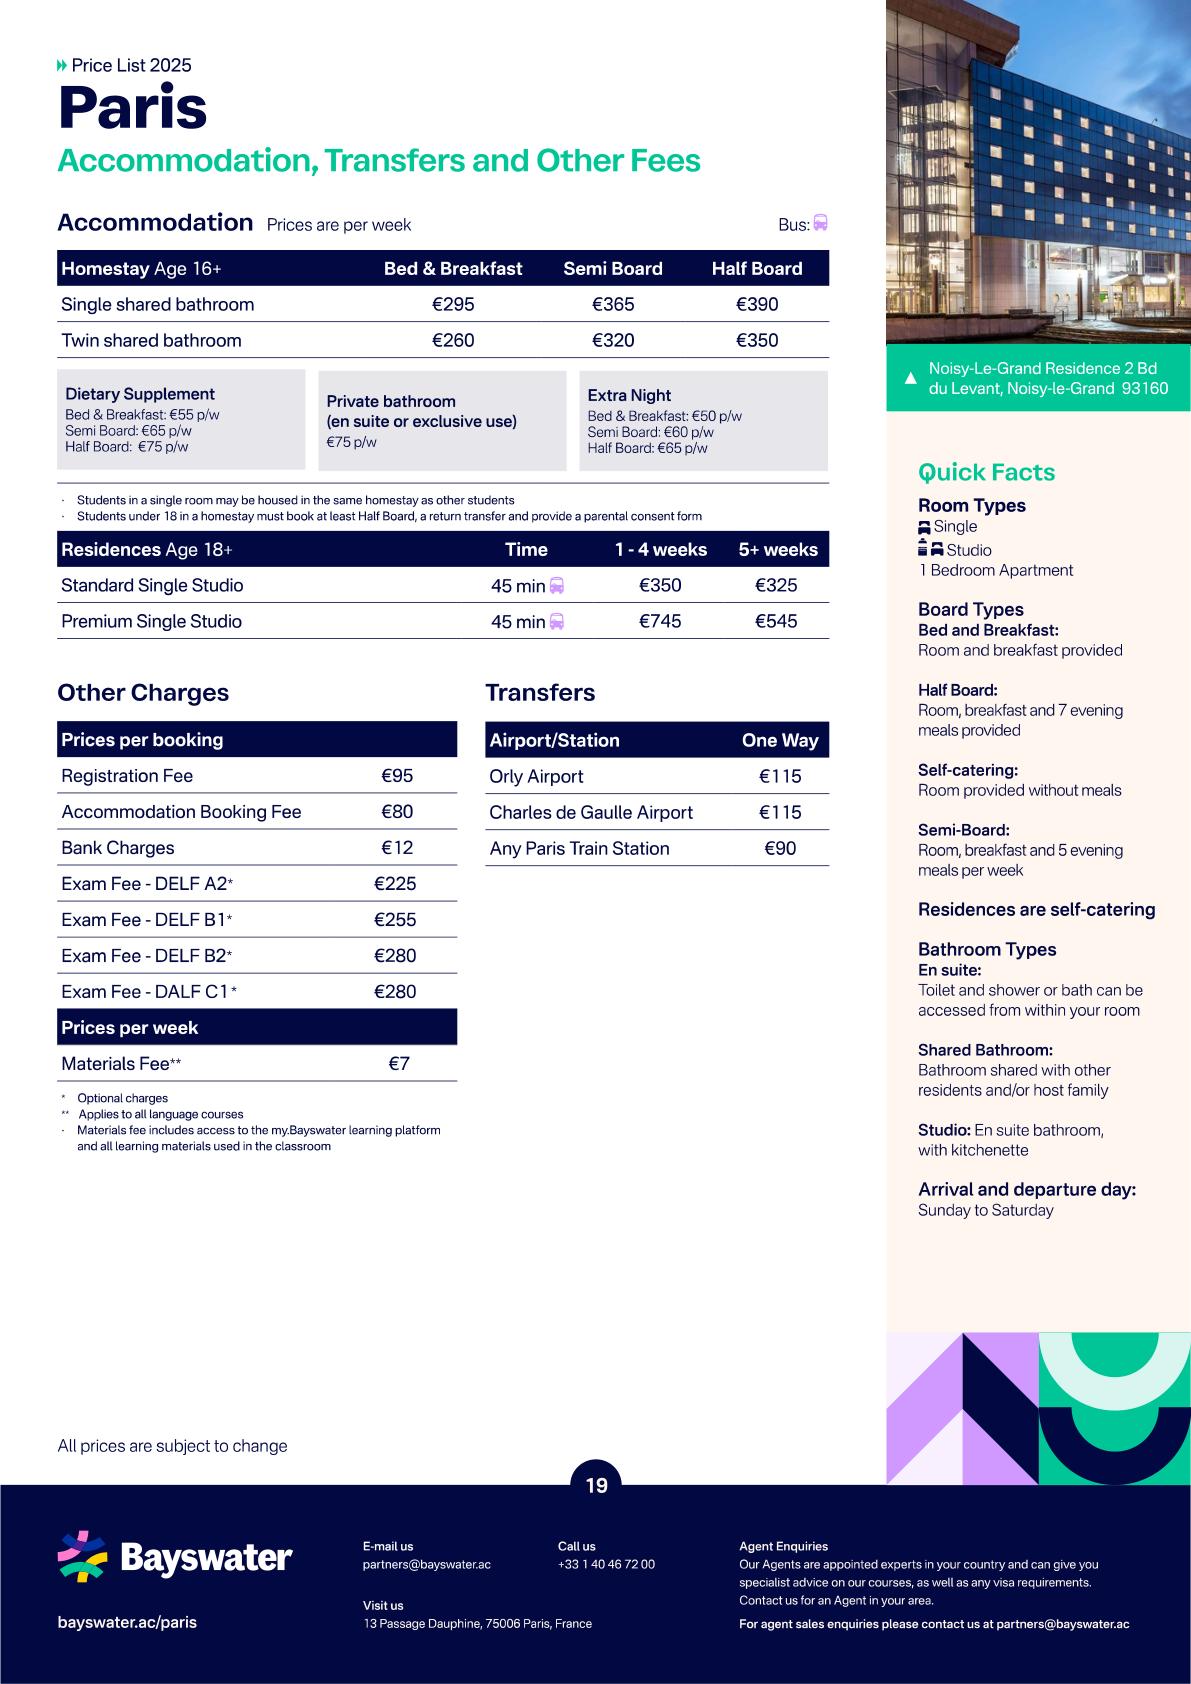 Price List 2025
Paris
Accommodation, Transfers and Other Fees
Accommodation Prices are per week Bus:
Homestay Age 16+ Bed & Breakfast Semi Board Half Board
Single shared bathroom €295 €365 €390
Twin shared bathroom €260 €320 €350
Dietary Supplement
Bed & Breakfast: €55 p/w
Semi Board: €65 p/w
Half Board: €75 p/w
Private bathroom
(en suite or exclusive use)
€75 p/w
Extra Night
Bed & Breakfast: €50 p/w
Semi Board: €60 p/w
Half Board: €65 p/w
· Students in a single room may be housed in the same homestay as other students
· Students under 18 in a homestay must book at least Half Board, a return transfer and provide a parental consent form
Residences Age 18+ Time 1 - 4 weeks 5+ weeks
Standard Single Studio 45 min €350 €325
Premium Single Studio 45 min €745 €545
Other Charges
Prices per booking
Registration Fee €95
Accommodation Booking Fee €80
Bank Charges €12
Exam Fee - DELF A2* €225
Exam Fee - DELF B1* €255
Exam Fee - DELF B2* €280
Exam Fee - DALF C1* €280
Prices per week
Materials Fee** €7
* Optional charges
** Applies to all language courses
· Materials fee includes access to the my.Bayswater learning platform
and all learning materials used in the classroom
Transfers
Airport/Station One Way
Orly Airport €115
Charles de Gaulle Airport €115
Any Paris Train Station €90
Noisy-Le-Grand Residence 2 Bd
du Levant, Noisy-le-Grand 93160
Quick Facts
Room Types
Single
Studio
1 Bedroom Apartment
Board Types
Bed and Breakfast:
Room and breakfast provided
Half Board:
Room, breakfast and 7 evening
meals provided
Self-catering:
Room provided without meals
Semi-Board:
Room, breakfast and 5 evening
meals per week
Residences are self-catering
Bathroom Types
En suite:
Toilet and shower or bath can be
accessed from within your room
Shared Bathroom:
Bathroom shared with other
residents and/or host family
Studio: En suite bathroom,
with kitchenette
Arrival and departure day:
Sunday to Saturday
All prices are subject to change
19
Bayswater
bayswater.ac/paris
E-mail us
partners@bayswater.ac
Call us
+33 1 40 46 72 00
Visit us
13 Passage Dauphine, 75006 Paris, France
Agent Enquiries
Our Agents are appointed experts in your country and can give you
specialist advice on our courses, as well as any visa requirements.
Contact us for an Agent in your area.
For agent sales enquiries please contact us at partners@bayswater.ac